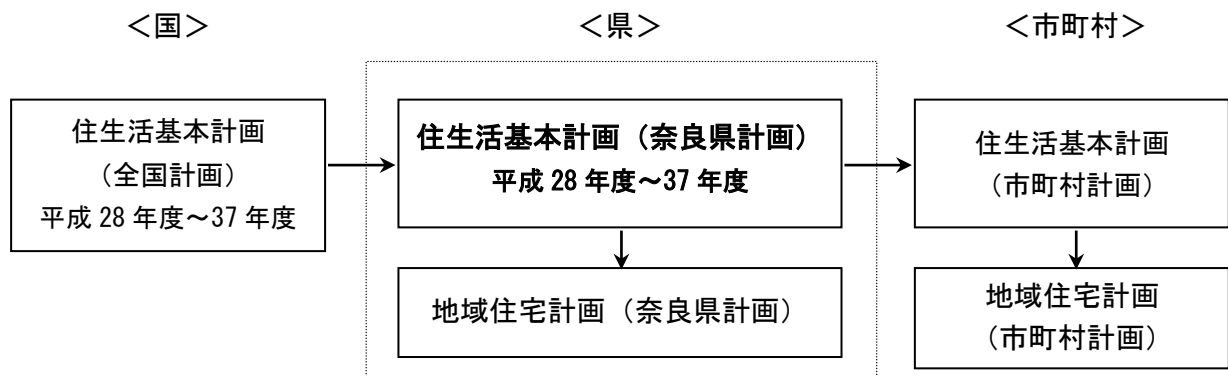 ＜国＞
＜県＞
＜市町村＞
住生活基本計画
（全国計画）
平成 28 年度～37 年度
住生活基本計画（奈良県計画）
平成 28 年度～37 年度
住生活基本計画
（市町村計画）
地域住宅計画（奈良県計画）
地域住宅計画
（市町村計画）